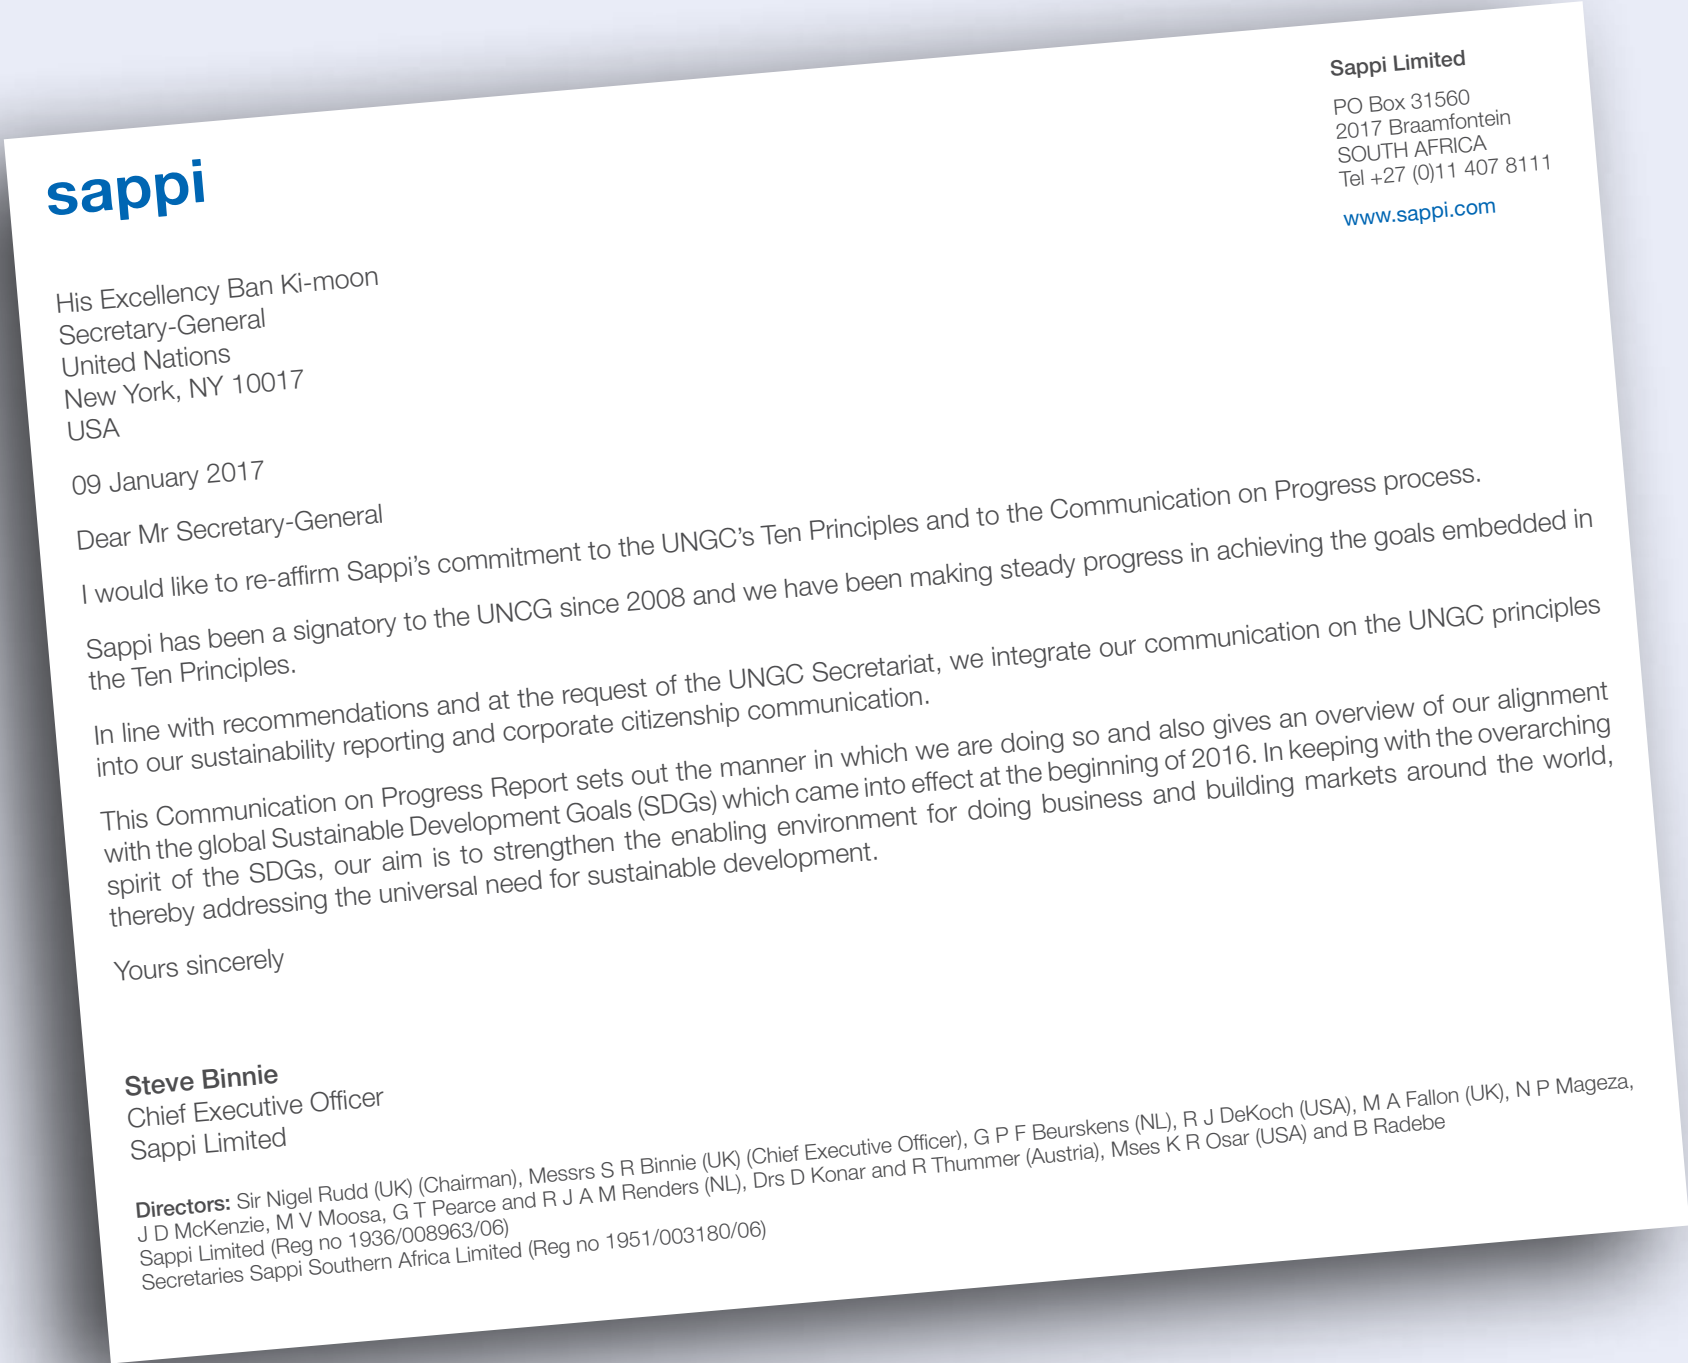 Sappi Limited
PO Box 31560
2017 Braamfontein
SOUTH AFRICA
Tel +27 (0)11 407 8111
www.sappi.com
sappi
His Excellency Ban Ki-moon
Secretary-General
United Nations
New York, NY 10017
USA
09 January 2017
Dear Mr Secretary-General
I would like to re-affirm Sappi's commitment to the UNGC's Ten Principles and to the Communication on Progress process.
Sappi has been a signatory to the UNCG since 2008 and we have been making steady progress in achieving the goals embedded in
the Ten Principles.
In line with recommendations and at the request of the UNGC Secretariat, we integrate our communication on the UNGC principles
into our sustainability reporting and corporate citizenship communication.
This Communication on Progress Report sets out the manner in which we are doing so and also gives an overview of our alignment
with the global Sustainable Development Goals (SDGs) which came into effect at the beginning of 2016. In keeping with the overarching
spirit of the SDGs, our aim is to strengthen the enabling environment for doing business and building markets around the world,
thereby addressing the universal need for sustainable development.
Yours sincerely
Steve Binnie
Chief Executive Officer
Sappi Limited
Directors: Sir Nigel Rudd (UK) (Chairman), Messrs S R Binnie (UK) (Chief Executive Officer), G P F Beurskens (NL), R J DeKoch (USA), M A Fallon (UK), N P Mageza,
J D McKenzie, M V Moosa, G T Pearce and R J A M Renders (NL), Drs D Konar and R Thummer (Austria), Mses K R Osar (USA) and B Radebe
Sappi Limited (Reg no 1936/008963/06)
Secretaries Sappi Southern Africa Limited (Reg no 1951/003180/06)